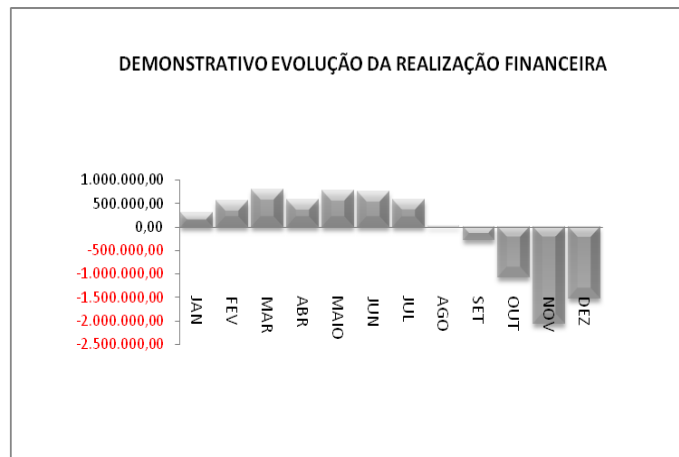 DEMONSTRATIVO EVOLUÇÃO DA REALIZAÇÃO FINANCEIRA
1.000.000,00
500.000,00
0,00
-500.000,00
-1.000.000,00
-1.500.000,00
-2.000.000,00
-2.500.000,00
JAN
FEV
MAR
ABR
MAIO
JUN
JUL
AGO
SET
OUT
NOV
DEZ